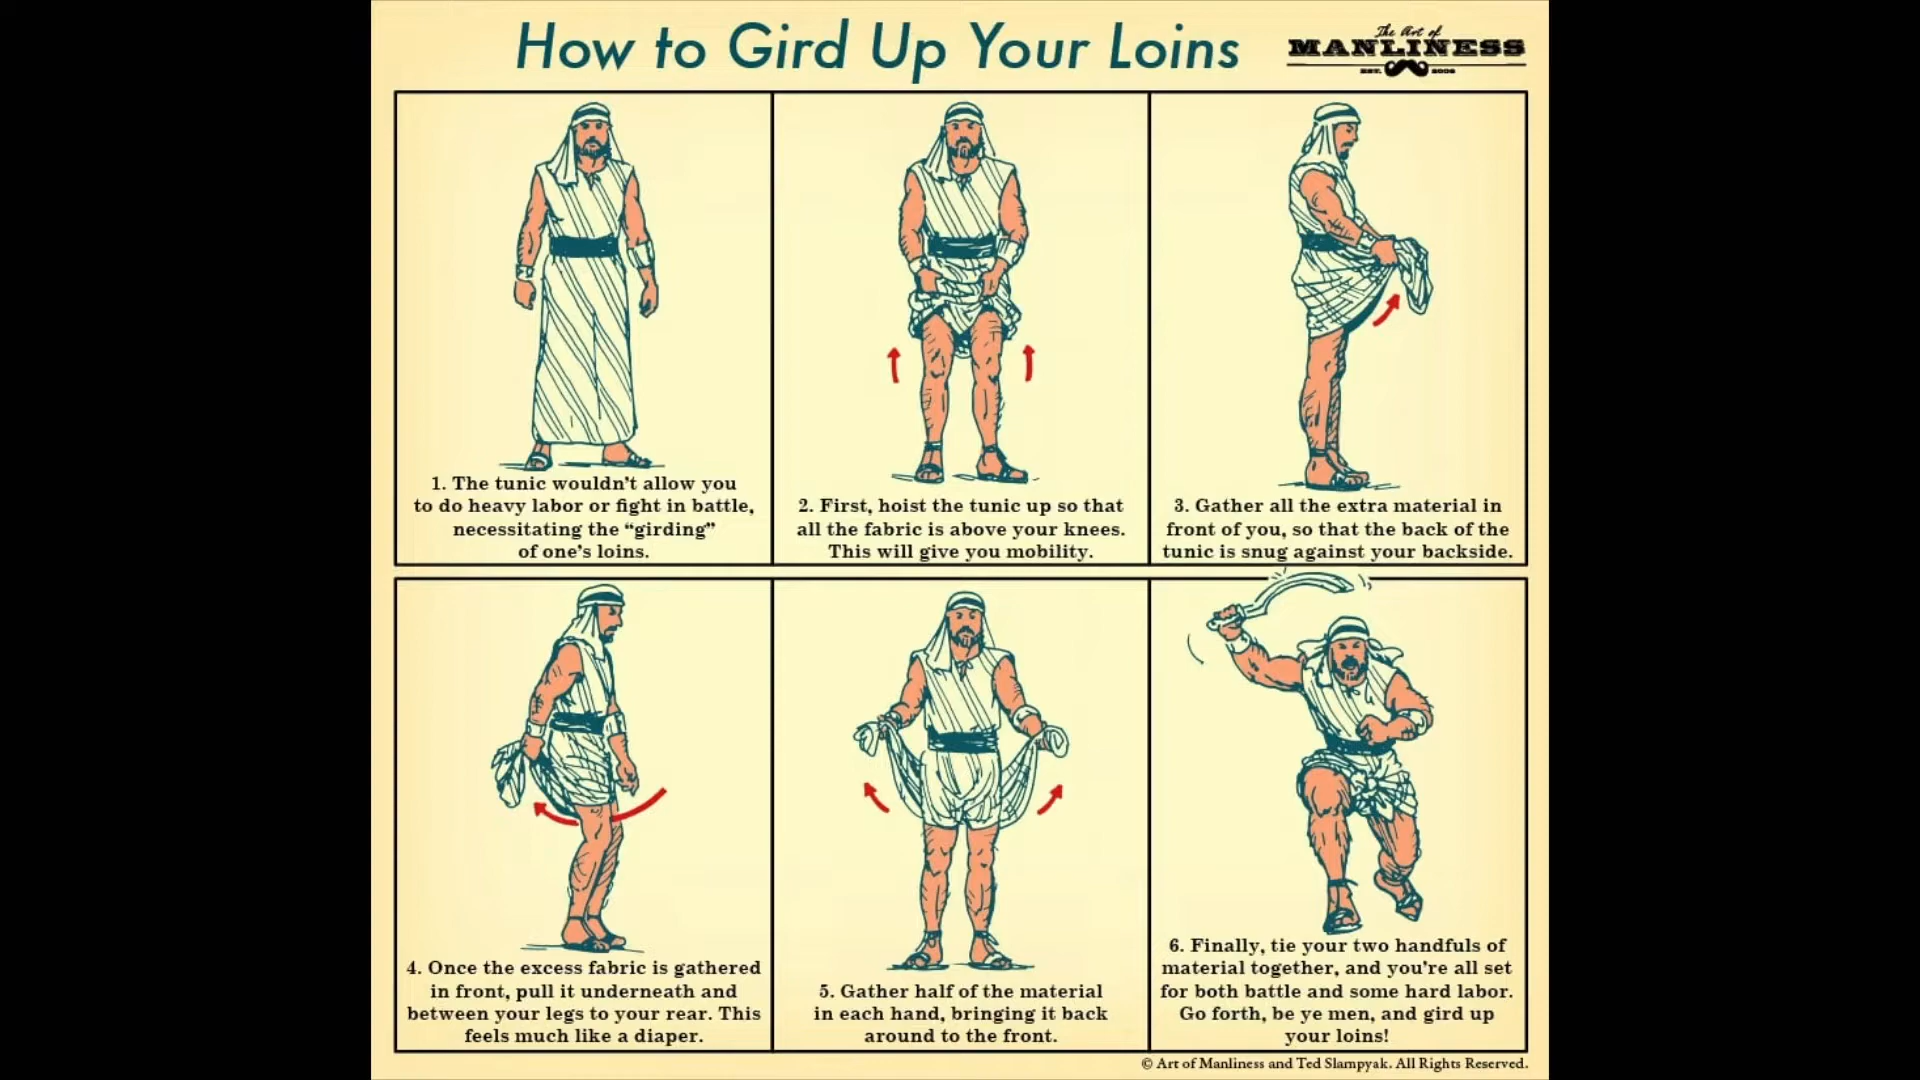 How to Gird Up Your Loins
The Art of
MANLINESS
EST. 2008
1. The tunic wouldn't allow you
to do heavy labor or fight in battle,
necessitating the “girding”
of one's loins.
2. First, hoist the tunic up so that
all the fabric is above your knees.
This will give you mobility.
3. Gather all the extra material in
front of you, so that the back of the
tunic is snug against your backside.
4. Once the excess fabric is gathered
in front, pull it underneath and
between your legs to your rear. This
feels much like a diaper.
5. Gather half of the material
in each hand, bringing it back
around to the front.
6. Finally, tie your two handfuls of
material together, and you're all set
for both battle and some hard labor.
Go forth, be ye men, and gird up
your loins!
© Art of Manliness and Ted Slampyak. All Rights Reserved.